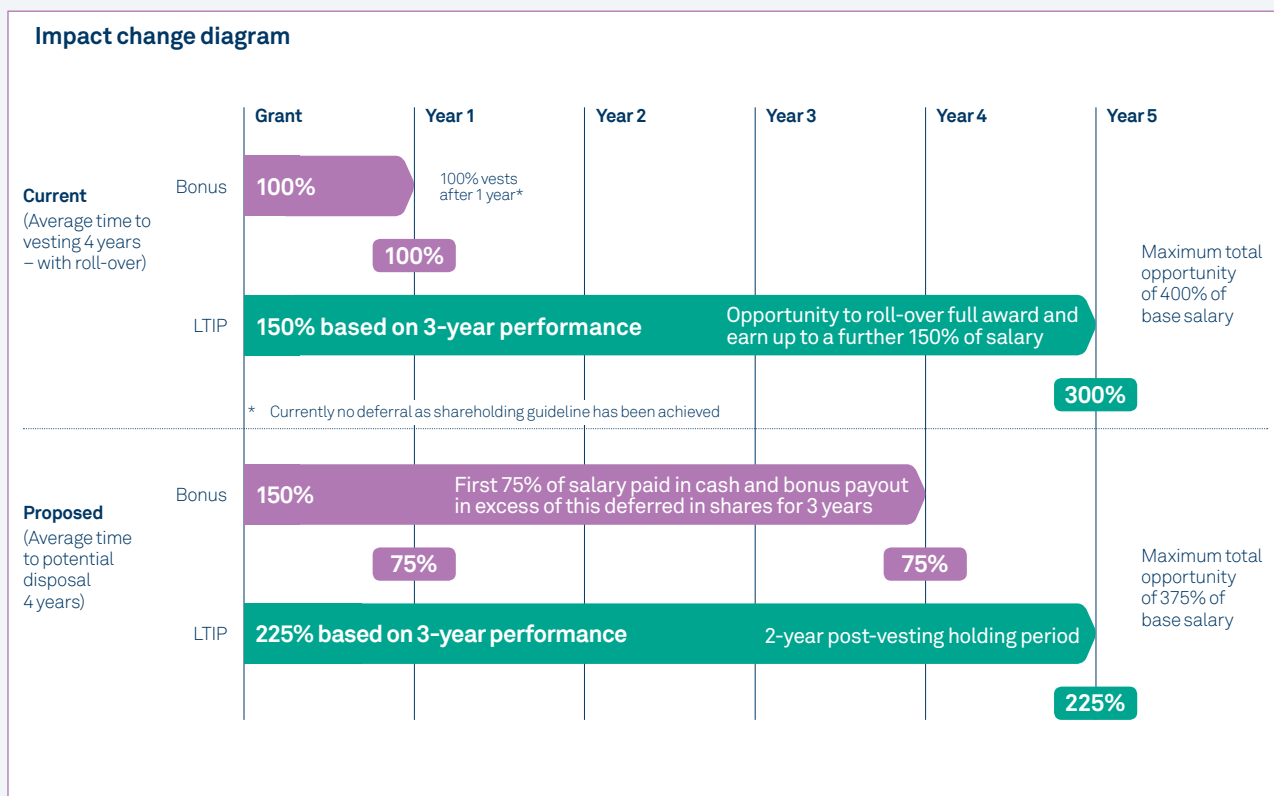 Impact change diagram
Grant
Year 1
Year 2
Year 3
Year 4
Year 5
Current
(Average time to
vesting 4 years
– with roll-over)
Bonus
100%
100% vests
after 1 year*
100%
LTIP
150% based on 3-year performance
Opportunity to roll-over full award and
earn up to a further 150% of salary
300%
Maximum total
opportunity
of 400% of
base salary
* Currently no deferral as shareholding guideline has been achieved
Proposed
(Average time
to potential
disposal
4 years)
Bonus
150%
First 75% of salary paid in cash and bonus payout
in excess of this deferred in shares for 3 years
75%
75%
LTIP
225% based on 3-year performance
2-year post-vesting holding period
225%
Maximum total
opportunity
of 375% of
base salary